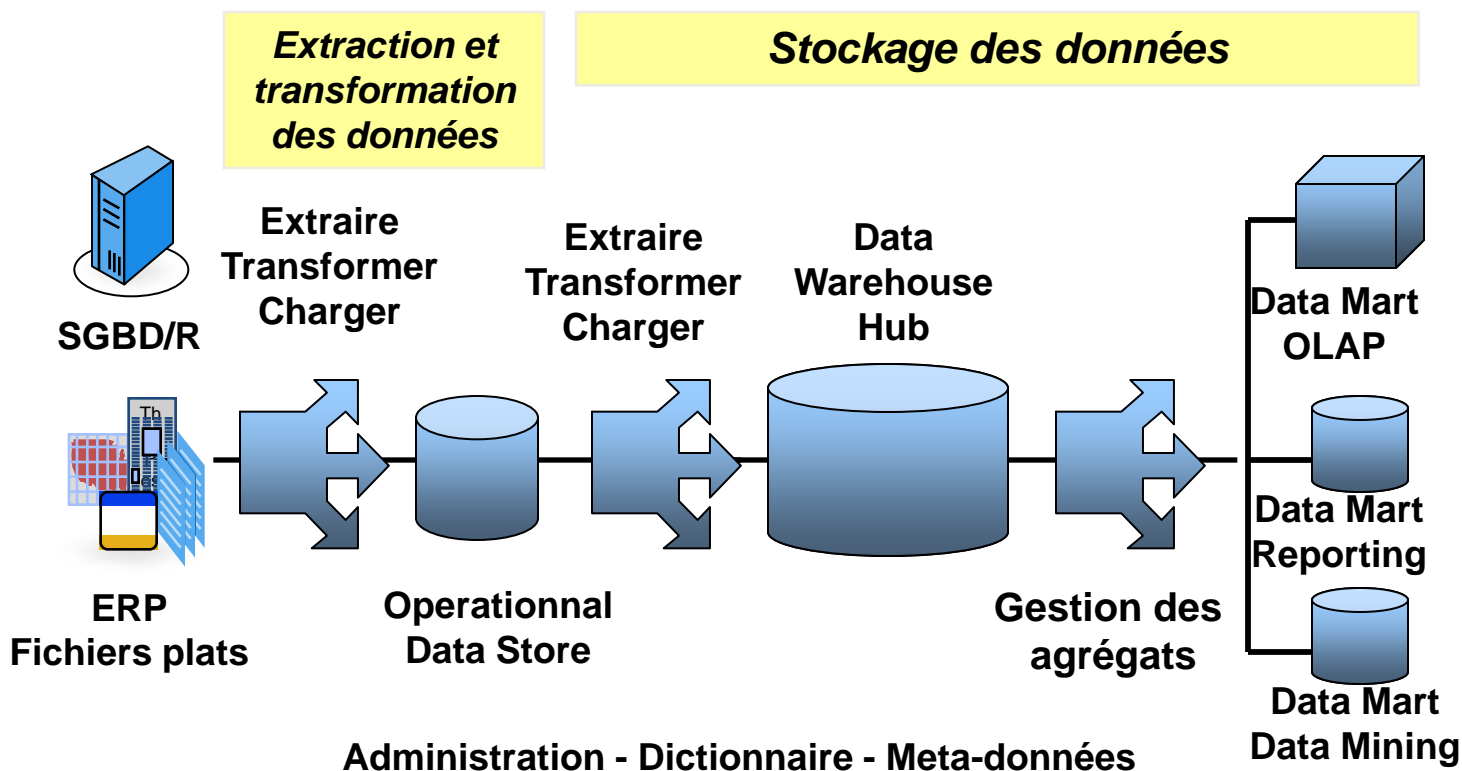 Extraction et
transformation
des données
Stockage des données
SGBD/R
Extraire
Transformer
Charger
Extraire
Transformer
Charger
Data
Warehouse
Hub
Data Mart
OLAP
Th
ERP
Fichiers plats
Operationnal
Data Store
Gestion des
agrégats
Data Mart
Reporting
Data Mart
Data Mining
Administration - Dictionnaire - Meta-données